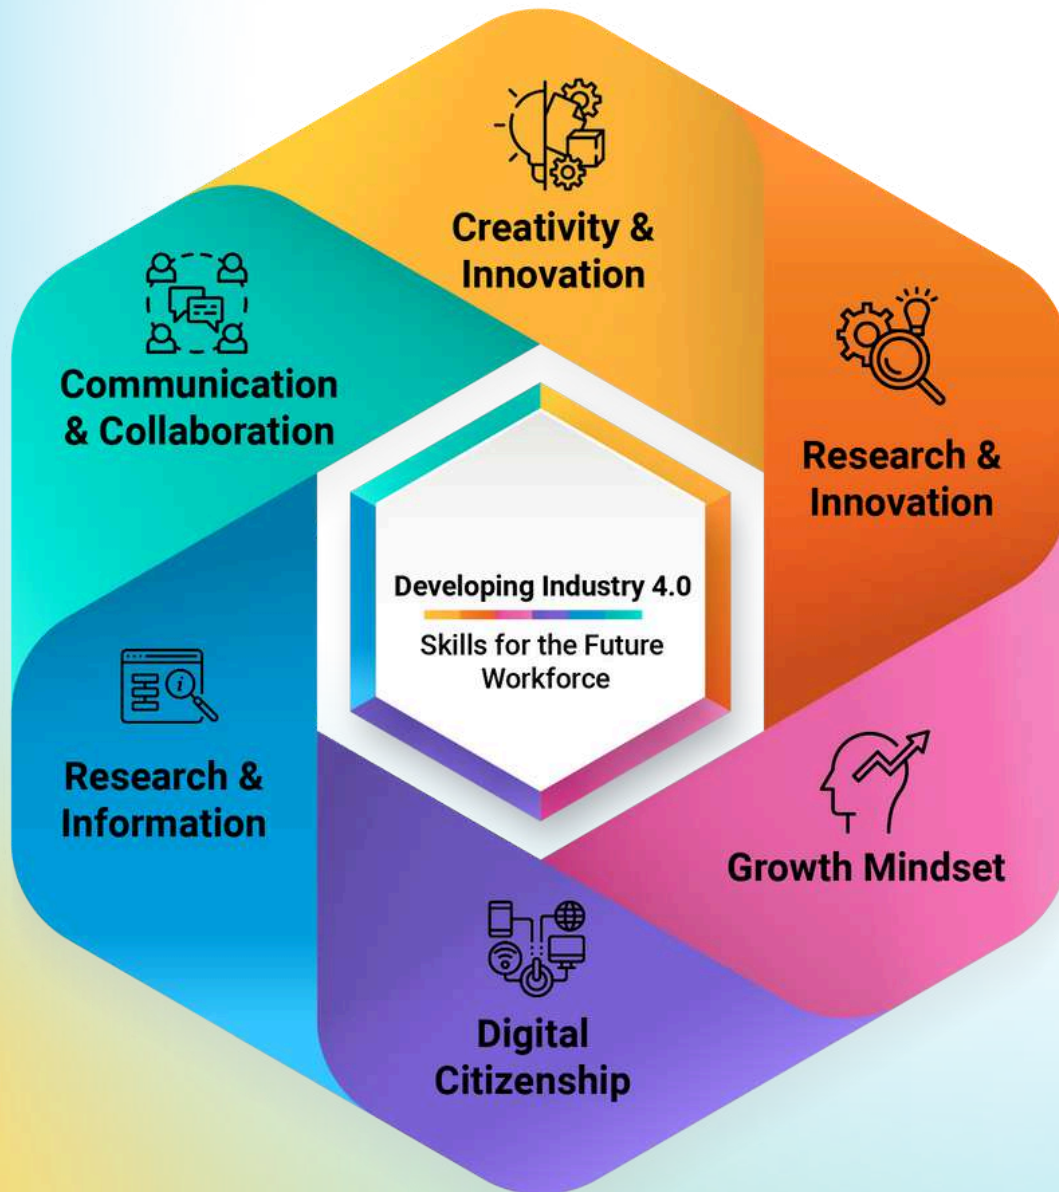 Creativity &
Innovation
Research &
Innovation
Growth Mindset
Digital
Citizenship
Research &
Information
Communication
& Collaboration
Developing Industry 4.0
Skills for the Future
Workforce